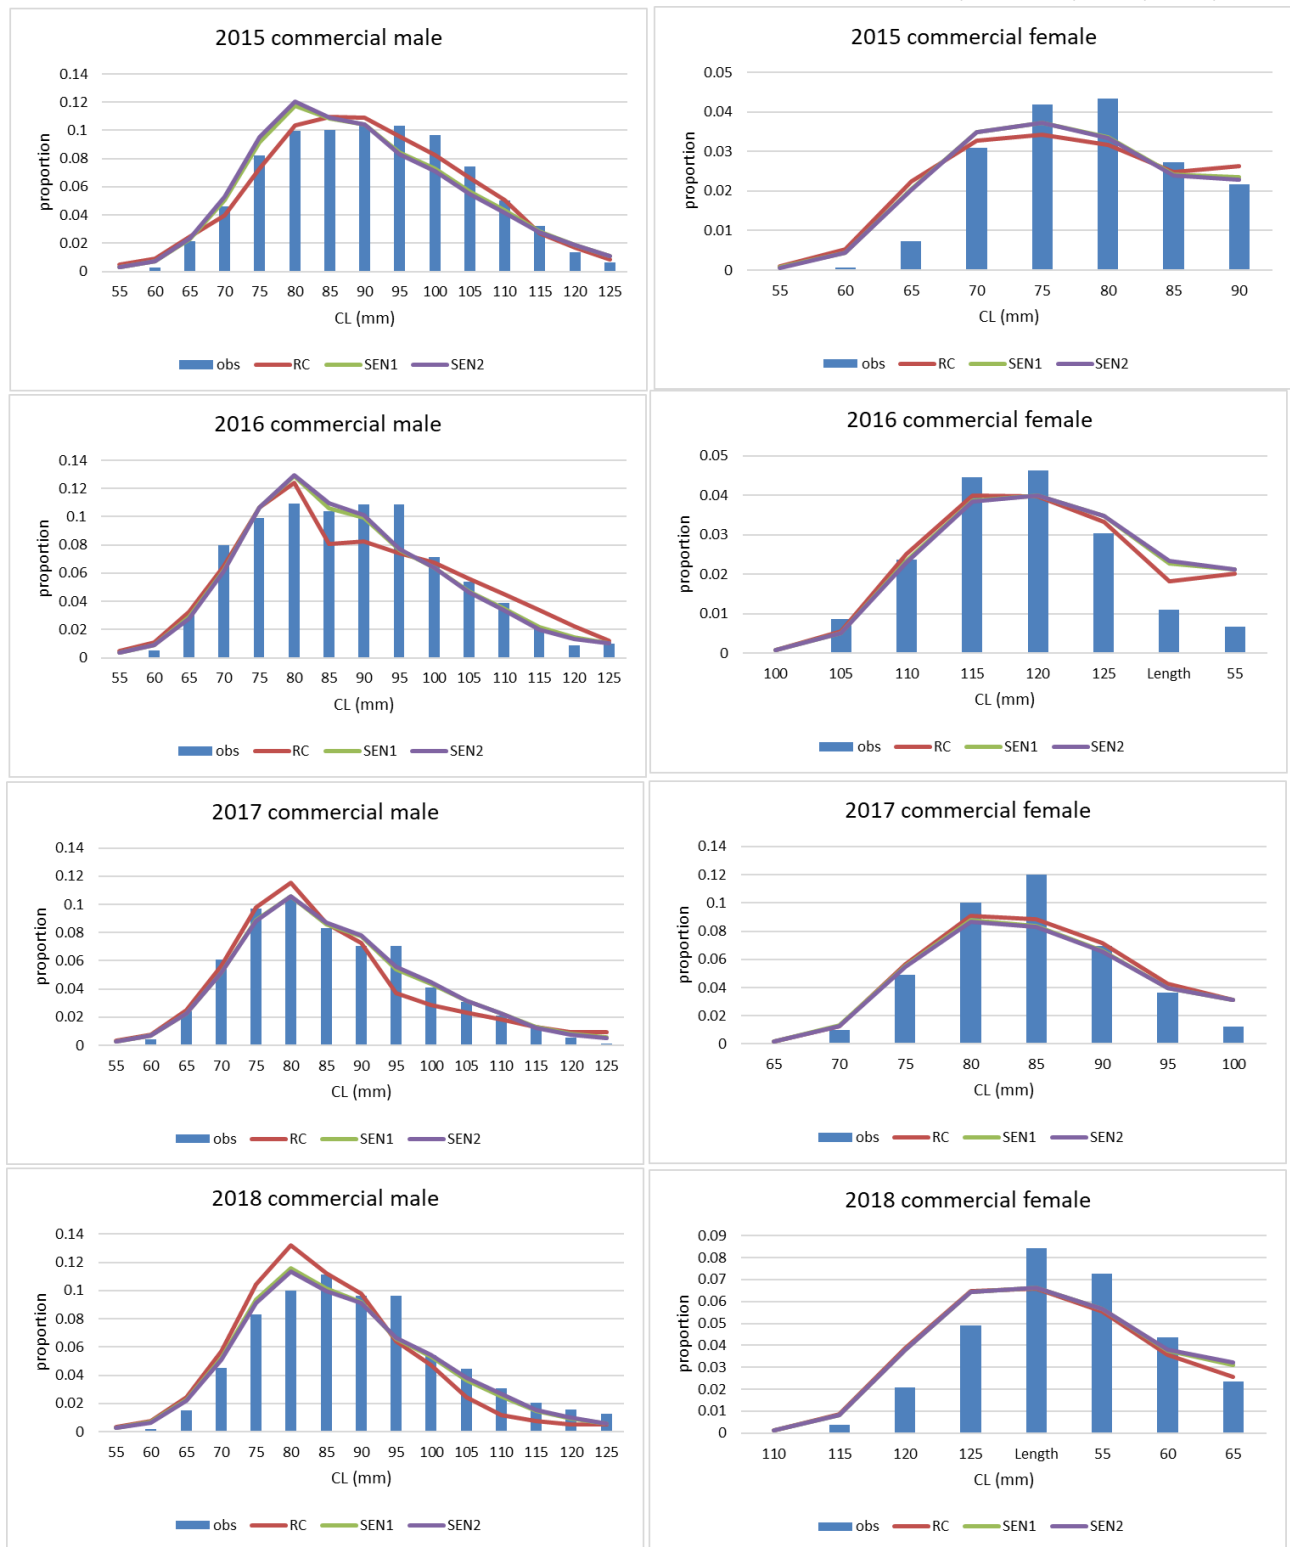 2015 commercial male
0.14
0.12
0.1
0.08
0.06
0.04
0.02
0
proportion
55 60 65 70 75 80 85 90 95 100 105 110 115 120 125
CL (mm)
obs RC SEN1 SEN2
2015 commercial female
0.05
0.04
0.03
0.02
0.01
0
proportion
55 60 65 70 75 80 85 90
CL (mm)
obs RC SEN1 SEN2
2016 commercial male
0.14
0.12
0.1
0.08
0.06
0.04
0.02
0
proportion
55 60 65 70 75 80 85 90 95 100 105 110 115 120 125
CL (mm)
obs RC SEN1 SEN2
2016 commercial female
0.05
0.04
0.03
0.02
0.01
0
proportion
100 105 110 115 120 125 Length 55
CL (mm)
obs RC SEN1 SEN2
2017 commercial male
0.14
0.12
0.1
0.08
0.06
0.04
0.02
0
proportion
55 60 65 70 75 80 85 90 95 100 105 110 115 120 125
CL (mm)
obs RC SEN1 SEN2
2017 commercial female
0.14
0.12
0.1
0.08
0.06
0.04
0.02
0
proportion
65 70 75 80 85 90 95 100
CL (mm)
obs RC SEN1 SEN2
2018 commercial male
0.14
0.12
0.1
0.08
0.06
0.04
0.02
0
proportion
55 60 65 70 75 80 85 90 95 100 105 110 115 120 125
CL (mm)
obs RC SEN1 SEN2
2018 commercial female
0.09
0.08
0.07
0.06
0.05
0.04
0.03
0.02
0.01
0
proportion
110 115 120 125 Length 55 60 65
CL (mm)
obs RC SEN1 SEN2